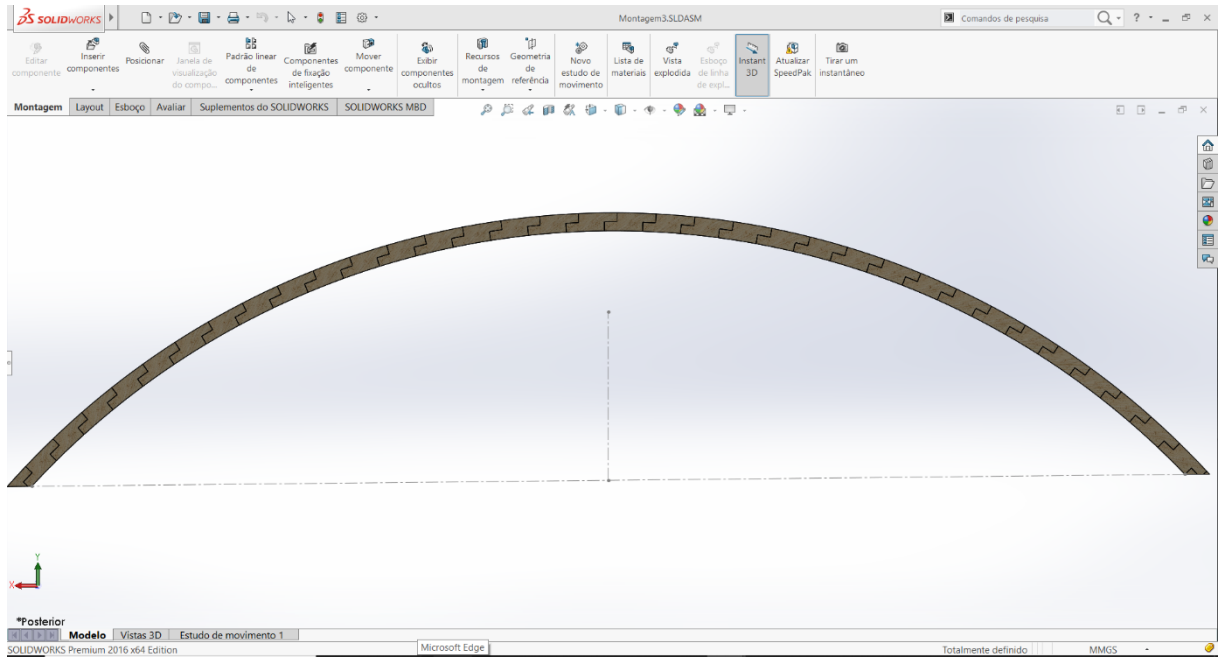 SOLIDWORKS
Montagem3.SLDASM
Comandos de pesquisa
Editar
componente
Inserir
componentes
Posicionar
Janela de
visualização
do compo...
Padrão linear
de
componentes
Componentes
de fixação
inteligentes
Mover
componente
Exibir
componentes
ocultos
Recursos
de
montagem
Geometria
de
referência
Novo
estudo de
movimento
Lista de
materiais
Vista
explodida
Esboço
de linha
de expl...
Instant
3D
Atualizar
SpeedPak
Tirar um
instantâneo
Montagem Layout Esboço Avaliar Suplementos do SOLIDWORKS SOLIDWORKS MBD
Y
X
*Posterior
Modelo Vistas 3D Estudo de movimento 1
Microsoft Edge
SOLIDWORKS Premium 2016 x64 Edition Totalmente definido MMGS -